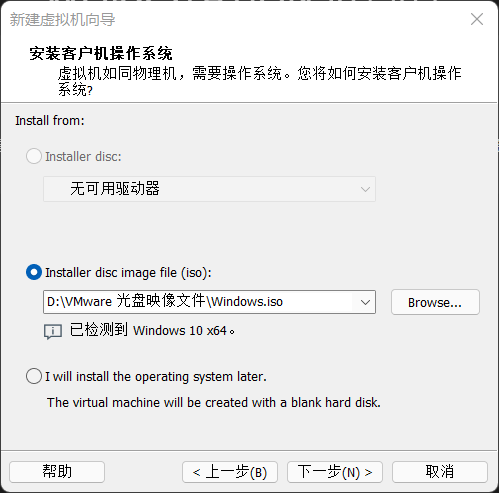 新建虚拟机向导
安装客户机操作系统
虚拟机如同物理机，需要操作系统。您将如何安装客户机操作
系统?
Install from:
Installer disc:
无可用驱动器
Installer disc image file (iso):
D:\VMware 光盘映像文件\Windows.iso
Browse...
已检测到 Windows 10 x64。
I will install the operating system later.
The virtual machine will be created with a blank hard disk.
帮助
< 上一步(B)
下一步(N) >
取消